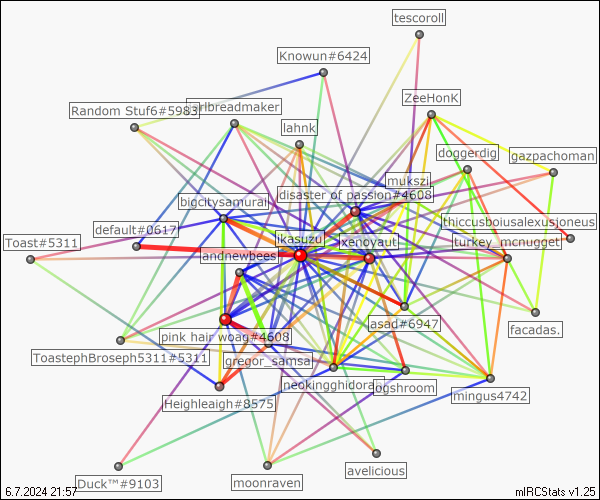 tescoroll
Knowun#6424
ZeeHonK
Random Stuf6#5983
rlbreadmaker
lahnk
doggerdig
gazpachoman
mukszi
bigcitysamurai
disaster of passion#4608
thiccusboiusalexusjoneus
default#0617
ikasuzu
xenoyaut
turkey_mcnugget
Toast#5311
andnewbees
pink hair woag#4608
asad#6947
facadas.
ToastephBroseph5311#5311
gregor_samsa
neokingghidora
ogshroom
mingus4742
Heighleaigh#8575
avelicious
Duck™#9103
moonraven
6.7.2024 21:57
mIRCStats v1.25